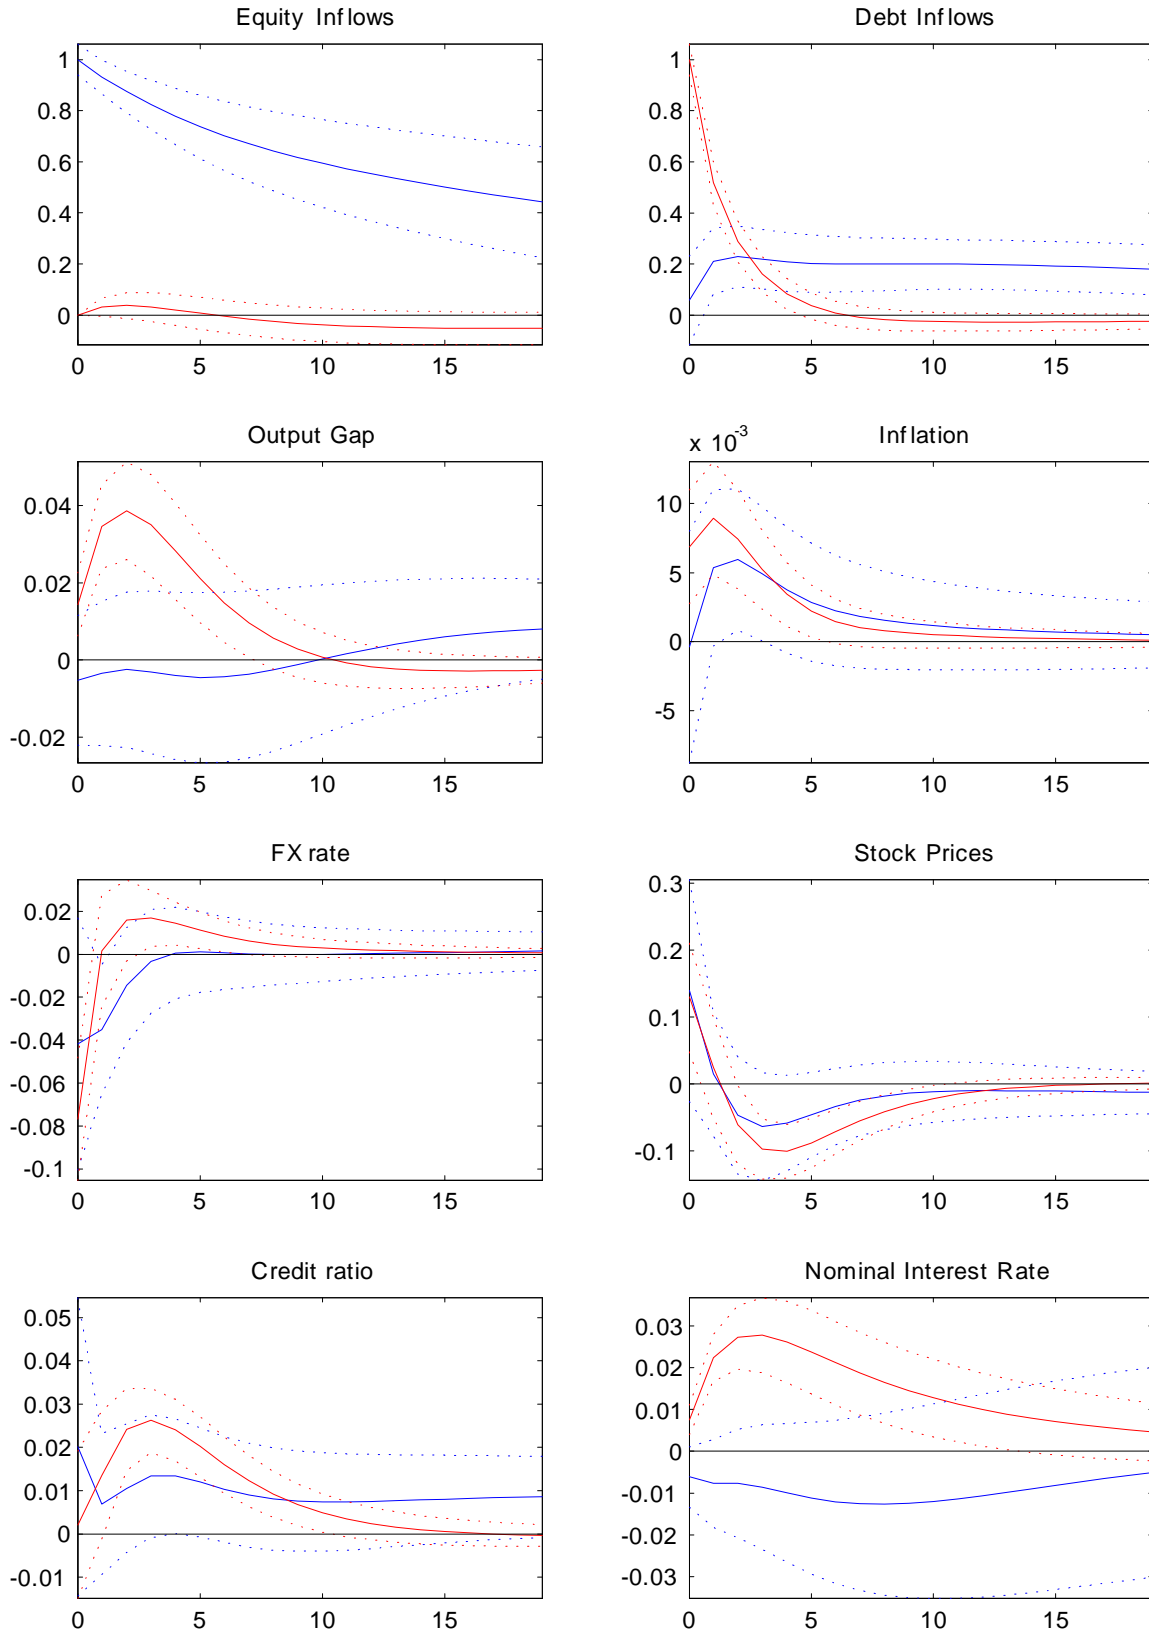 Equity Inflows
1
0.8
0.6
0.4
0.2
0
0 5 10 15
Debt Inflows
1
0.8
0.6
0.4
0.2
0
0 5 10 15
Output Gap
0.04
0.02
0
-0.02
0 5 10 15
Inflation
x 10^-3
10
5
0
-5
0 5 10 15
FX rate
0.02
0
-0.02
-0.04
-0.06
-0.08
-0.1
0 5 10 15
Stock Prices
0.3
0.2
0.1
0
-0.1
0 5 10 15
Credit ratio
0.05
0.04
0.03
0.02
0.01
0
-0.01
0 5 10 15
Nominal Interest Rate
0.03
0.02
0.01
0
-0.01
-0.02
-0.03
0 5 10 15